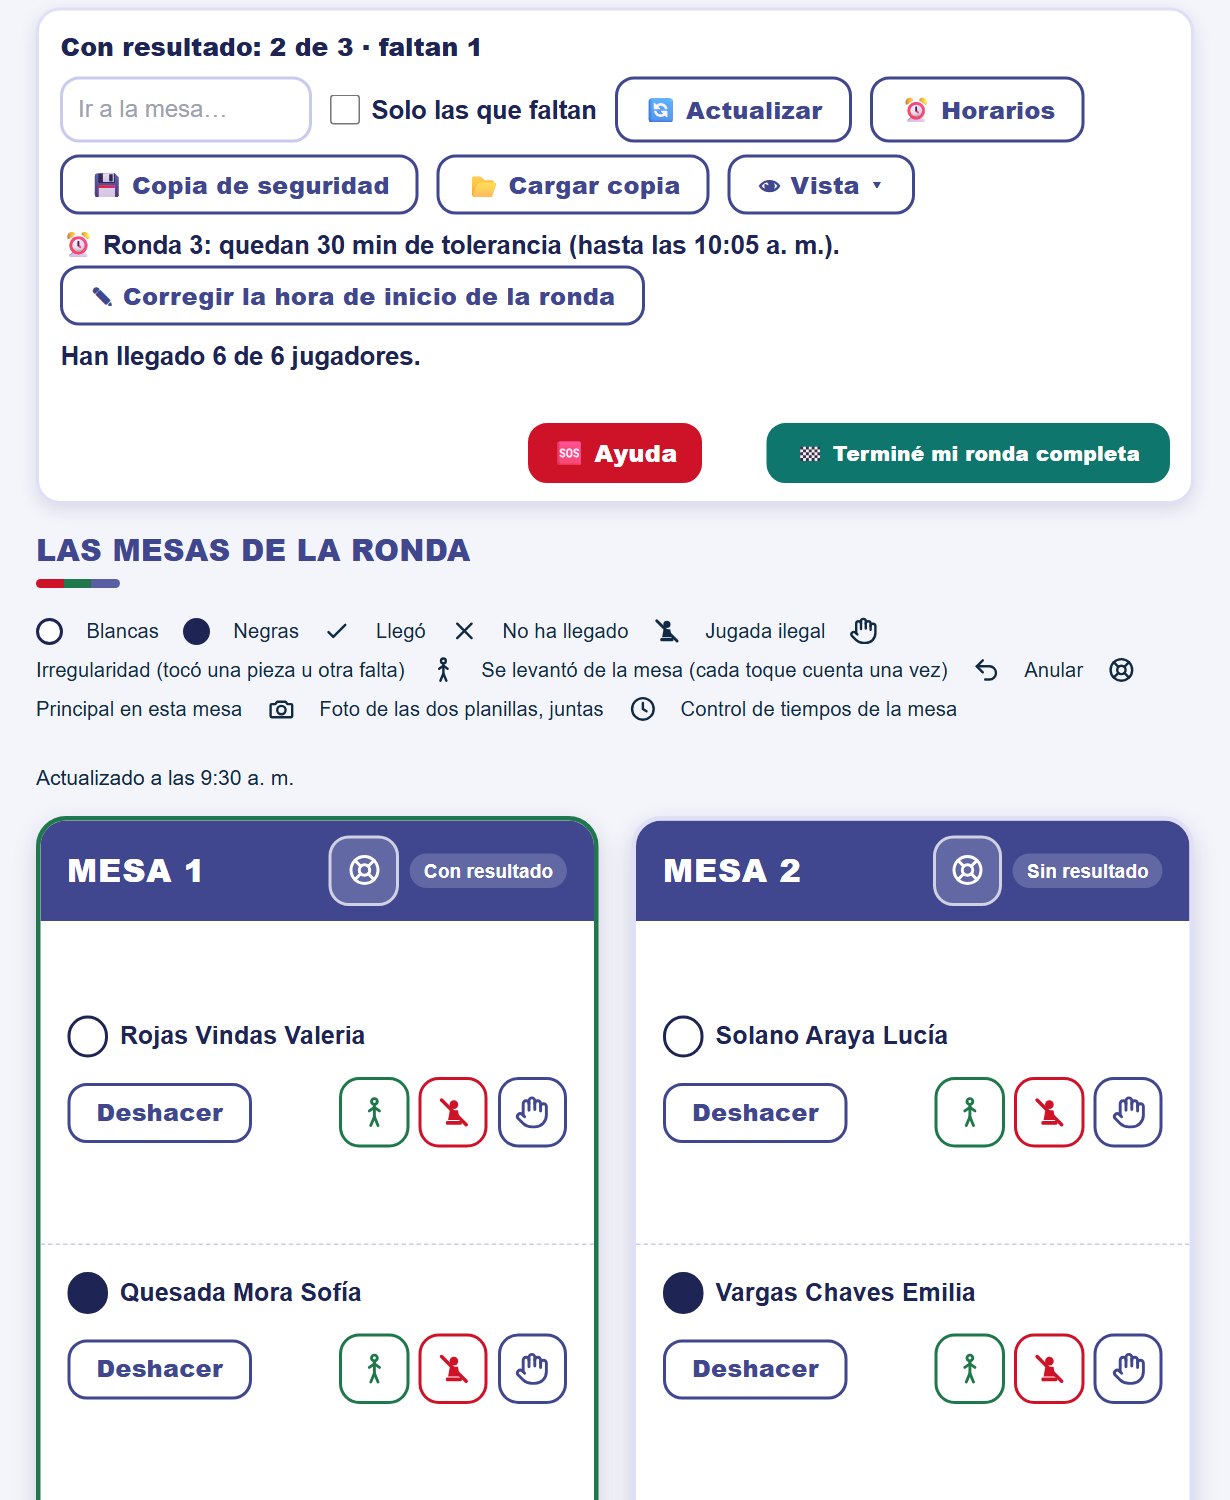 Con resultado: 2 de 3 · faltan 1
Ir a la mesa...
Solo las que faltan
Actualizar
Horarios
Copia de seguridad
Cargar copia
Vista
Ronda 3: quedan 30 min de tolerancia (hasta las 10:05 a. m.).
Corregir la hora de inicio de la ronda
Han llegado 6 de 6 jugadores.
SOS Ayuda
Terminé mi ronda completa
LAS MESAS DE LA RONDA
Blancas Negras Llegó No ha llegado Jugada ilegal
Irregularidad (tocó una pieza u otra falta) Se levantó de la mesa (cada toque cuenta una vez) Anular
Principal en esta mesa Foto de las dos planillas, juntas Control de tiempos de la mesa
Actualizado a las 9:30 a. m.
MESA 1 Con resultado
Rojas Vindas Valeria
Deshacer
Quesada Mora Sofía
Deshacer
MESA 2 Sin resultado
Solano Araya Lucía
Deshacer
Vargas Chaves Emilia
Deshacer